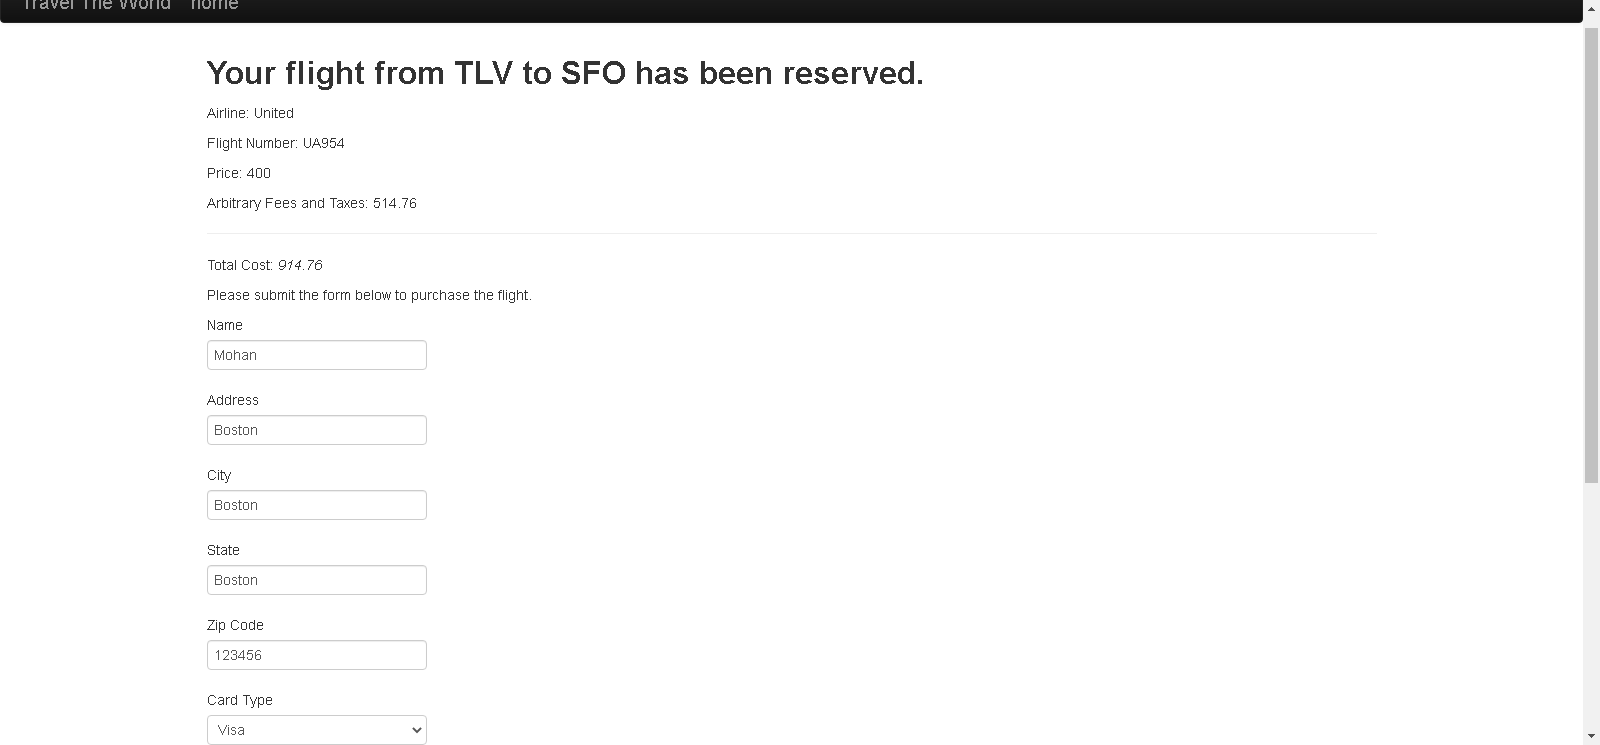 Travel The World home
Your flight from TLV to SFO has been reserved.
Airline: United
Flight Number: UA954
Price: 400
Arbitrary Fees and Taxes: 514.76
Total Cost: 914.76
Please submit the form below to purchase the flight.
Name
Mohan
Address
Boston
City
Boston
State
Boston
Zip Code
123456
Card Type
Visa